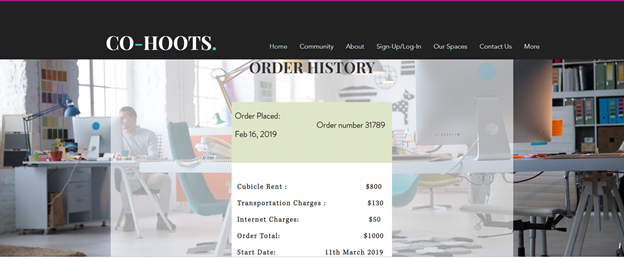 CO-HOOTS.
Home Community About Sign-Up/Log-In Our Spaces Contact Us More
ORDER HISTORY
Order Placed:
Order number 31789
Feb 16, 2019
Cubicle Rent : $800
Transportation Charges : $130
Internet Charges: $50
Order Total: $1000
Start Date: 11th March 2019